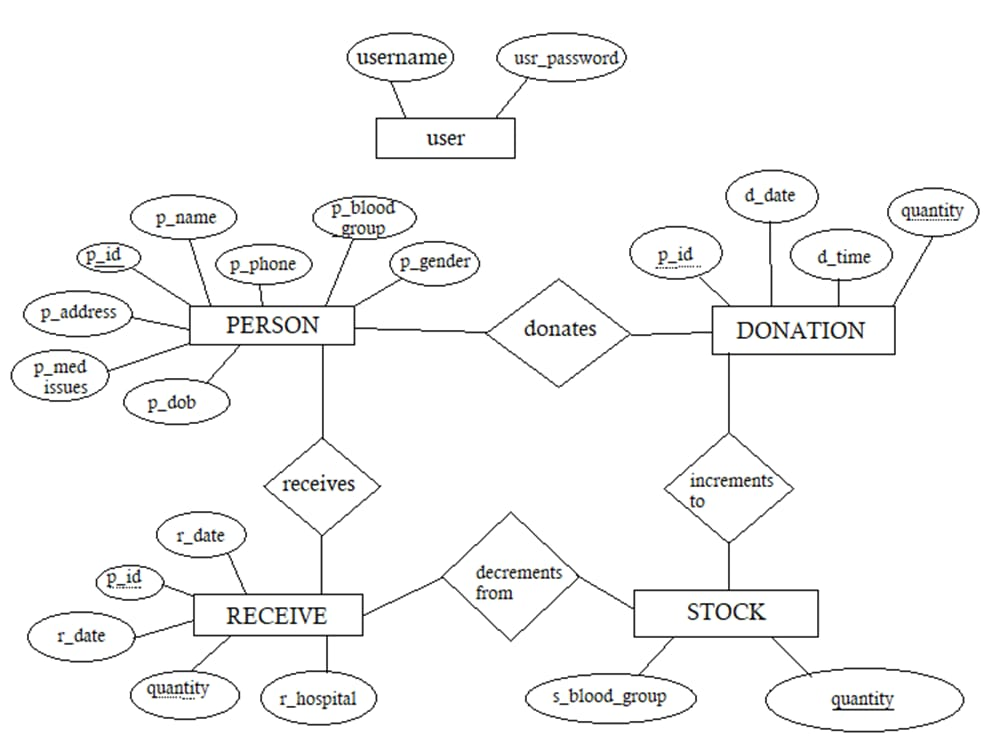 username
usr_password
user
p_name
p_blood
_group
p_id
p_phone
p_gender
p_address
p_med
issues
p_dob
PERSON
donates
d_date
quantity
p_id
d_time
DONATION
receives
increments
to
r_date
p_id
r_date
quantity
r_hospital
RECEIVE
decrements
from
STOCK
s_blood_group
quantity